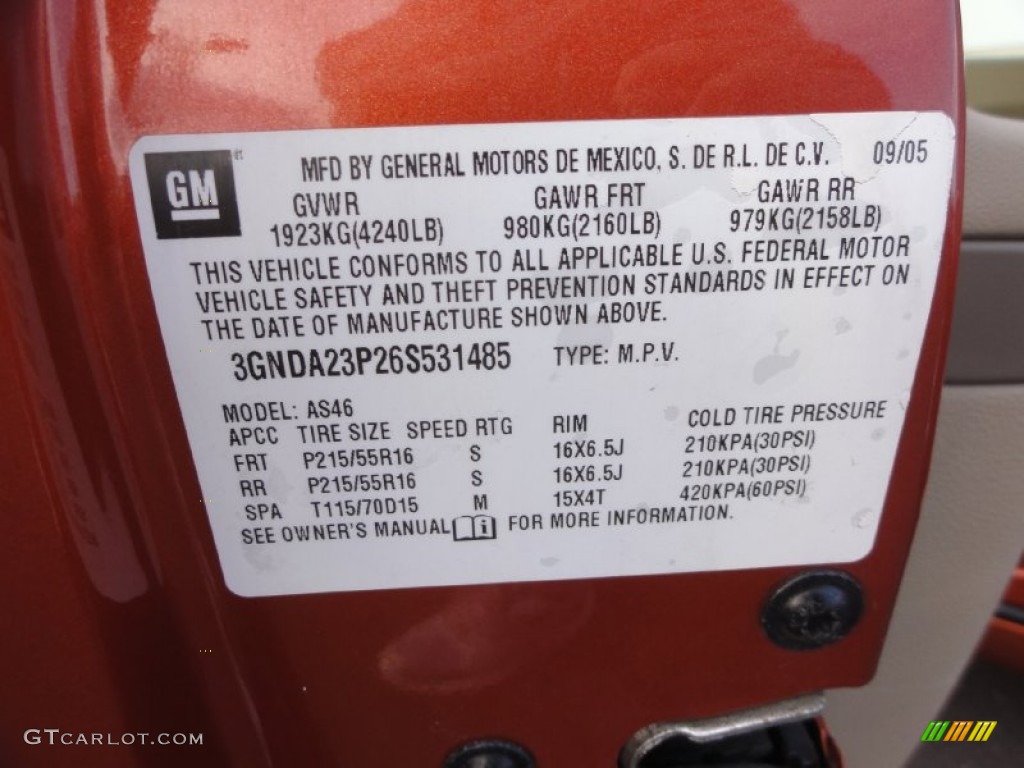 GM MFD BY GENERAL MOTORS DE MEXICO, S. DE R.L. DE C.V. 09/05
GVWR GAWR FRT GAWR RR
1923KG(4240LB) 980KG(2160LB) 979KG(2158LB)
THIS VEHICLE CONFORMS TO ALL APPLICABLE U.S. FEDERAL MOTOR
VEHICLE SAFETY AND THEFT PREVENTION STANDARDS IN EFFECT ON
THE DATE OF MANUFACTURE SHOWN ABOVE.
3GNDA23P26S531485 TYPE: M.P.V.
MODEL: AS46
APCC TIRE SIZE SPEED RTG RIM COLD TIRE PRESSURE
FRT P215/55R16 S 16X6.5J 210KPA(30PSI)
RR P215/55R16 S 16X6.5J 210KPA(30PSI)
SPA T115/70D15 M 15X4T 420KPA(60PSI)
SEE OWNER'S MANUAL i FOR MORE INFORMATION.
GTCARLOT.COM